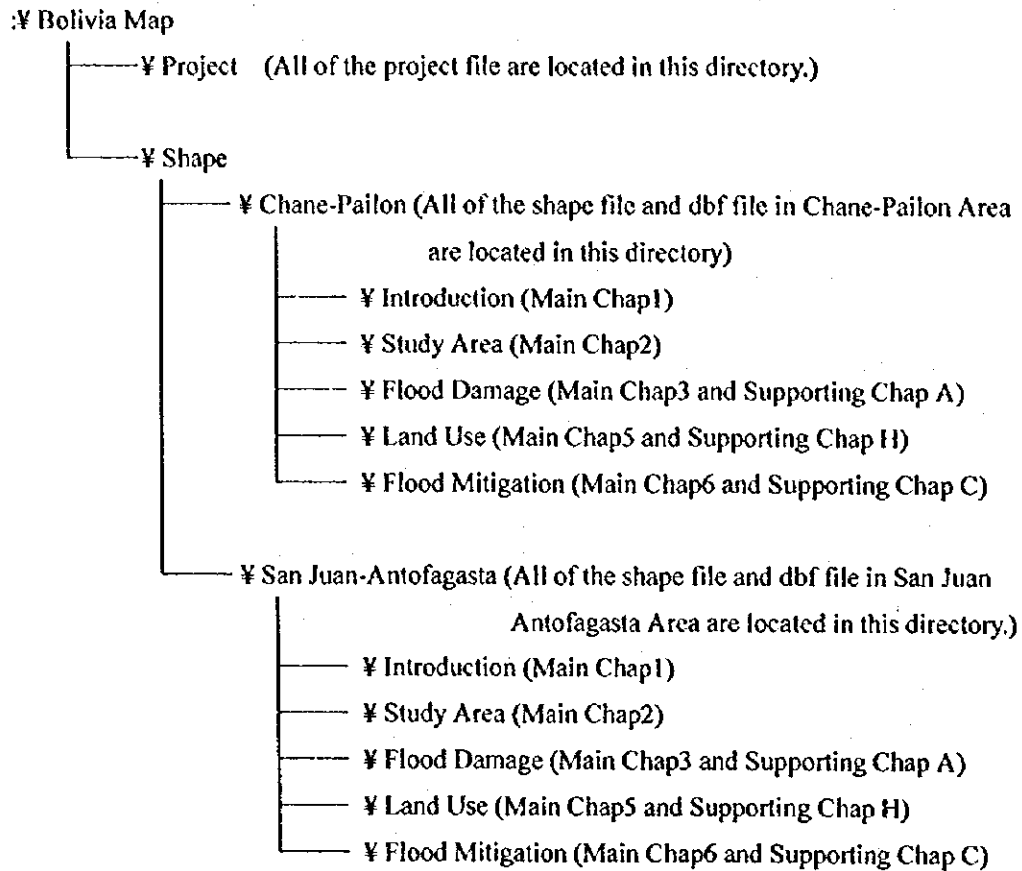 :¥ Bolivia Map
¥ Project (All of the project file are located in this directory.)
¥ Shape
¥ Chane-Pailon (All of the shape file and dbf file in Chane-Pailon Area
are located in this directory)
¥ Introduction (Main Chap1)
¥ Study Area (Main Chap2)
¥ Flood Damage (Main Chap3 and Supporting Chap A)
¥ Land Use (Main Chap5 and Supporting Chap H)
¥ Flood Mitigation (Main Chap6 and Supporting Chap C)
¥ San Juan-Antofagasta (All of the shape file and dbf file in San Juan
Antofagasta Area are located in this directory.)
¥ Introduction (Main Chap1)
¥ Study Area (Main Chap2)
¥ Flood Damage (Main Chap3 and Supporting Chap A)
¥ Land Use (Main Chap5 and Supporting Chap H)
¥ Flood Mitigation (Main Chap6 and Supporting Chap C)